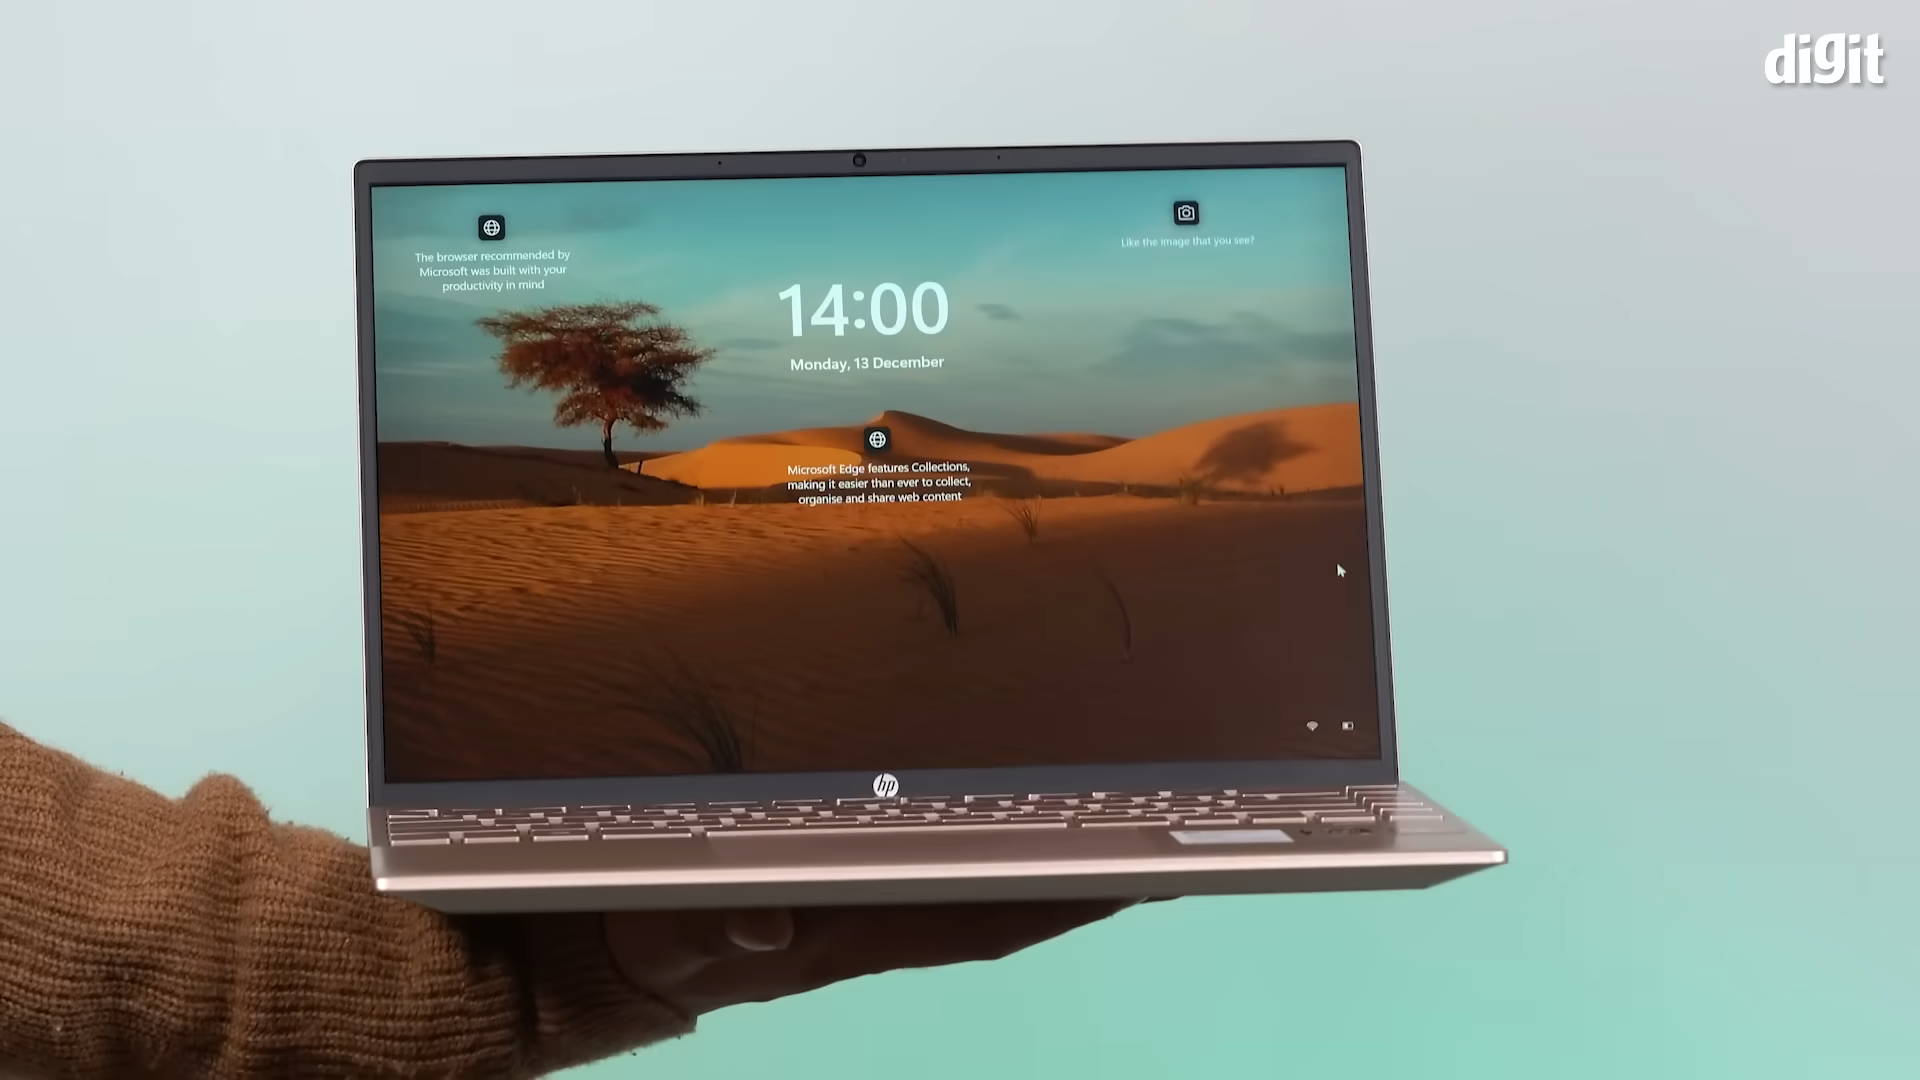 digit
The browser recommended by
Microsoft was built with your
productivity in mind
Like the image that you see?
14:00
Monday, 13 December
Microsoft Edge features Collections,
making it easier than ever to collect,
organise and share web content
hp